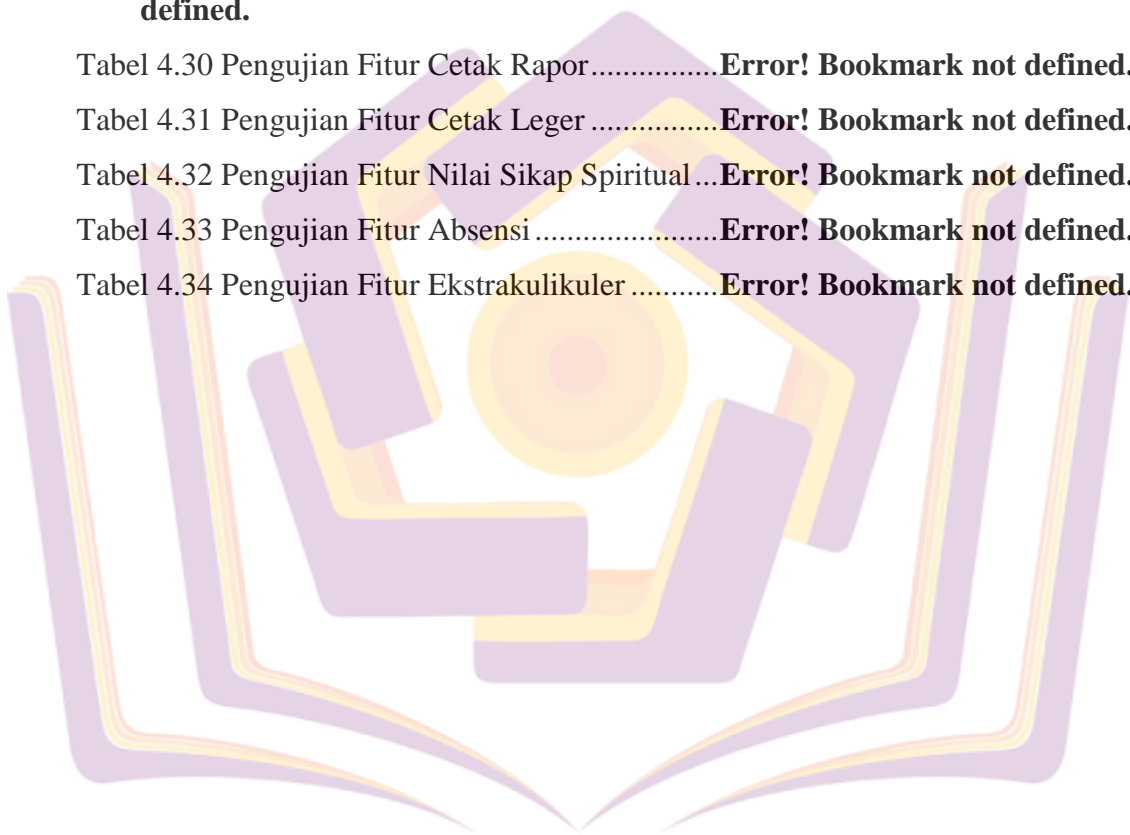 defined.
Tabel 4.30 Pengujian Fitur Cetak Rapor................Error! Bookmark not defined.
Tabel 4.31 Pengujian Fitur Cetak Leger ...............Error! Bookmark not defined.
Tabel 4.32 Pengujian Fitur Nilai Sikap Spiritual...Error! Bookmark not defined.
Tabel 4.33 Pengujian Fitur Absensi......................Error! Bookmark not defined.
Tabel 4.34 Pengujian Fitur Ekstrakulikuler ...........Error! Bookmark not defined.